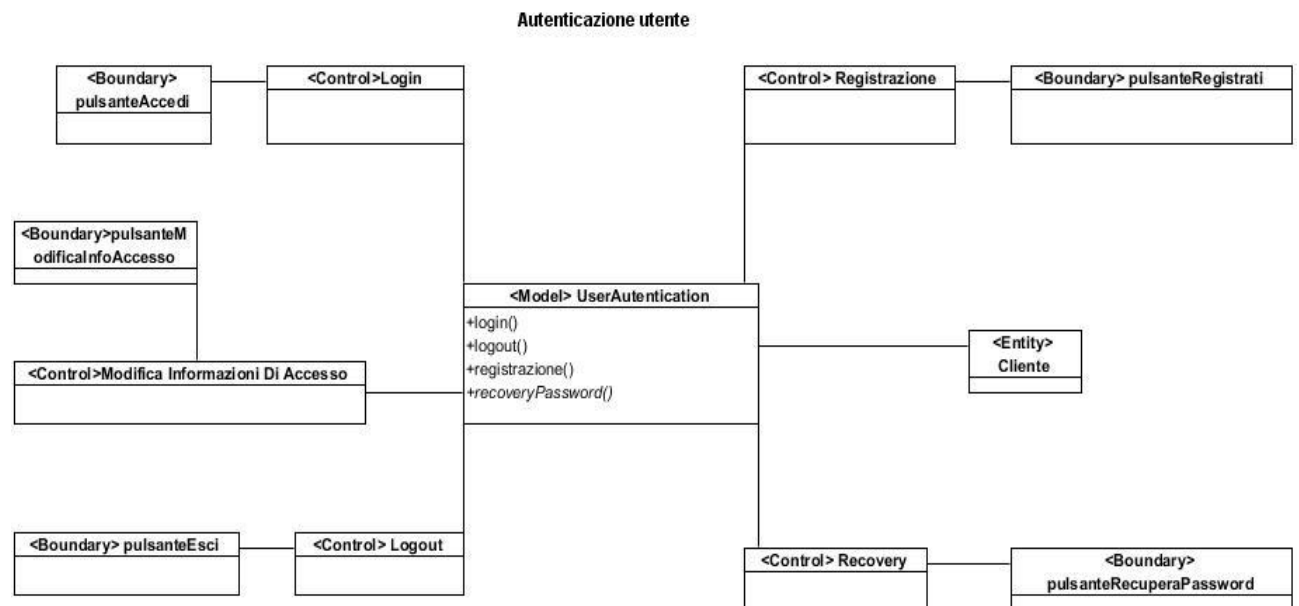 Autenticazione utente
<Boundary>
pulsanteAccedi
<Control>Login
<Control> Registrazione
<Boundary> pulsanteRegistrati
<Boundary>pulsanteM
odificaInfoAccesso
<Model> UserAutentication
+login()
+logout()
+registrazione()
+recoveryPassword()
<Entity>
Cliente
<Control>Modifica Informazioni Di Accesso
<Boundary> pulsanteEsci
<Control> Logout
<Control> Recovery
<Boundary>
pulsanteRecuperaPassword